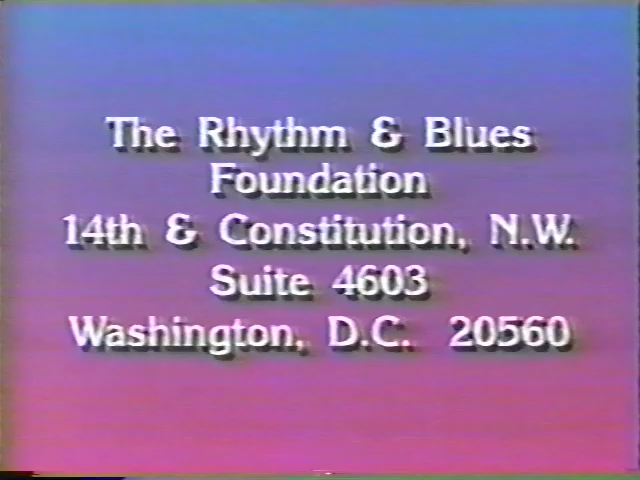 The Rhythm & Blues
Foundation
14th & Constitution, N.W.
Suite 4603
Washington, D.C. 20560